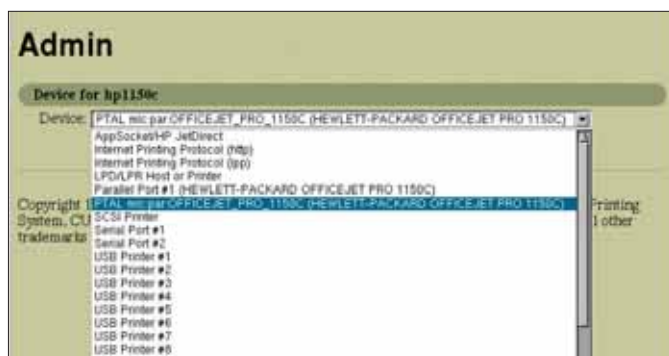 Admin
Device for hp1150c
Device: PTAL mlc:par:OFFICEJET_PRO_1150C (HEWLETT-PACKARD OFFICEJET PRO 1150C)
AppSocket/HP JetDirect
Internet Printing Protocol (http)
Internet Printing Protocol (ipp)
LPD/LPR Host or Printer
Parallel Port #1 (HEWLETT-PACKARD OFFICEJET PRO 1150C)
Copyright 1 PTAL mlc:par:OFFICEJET_PRO_1150C (HEWLETT-PACKARD OFFICEJET PRO 1150C) Printing
System, CU SCSI Printer l other
trademarks Serial Port #1
Serial Port #2
USB Printer #1
USB Printer #2
USB Printer #3
USB Printer #4
USB Printer #5
USB Printer #6
USB Printer #7
USB Printer #8